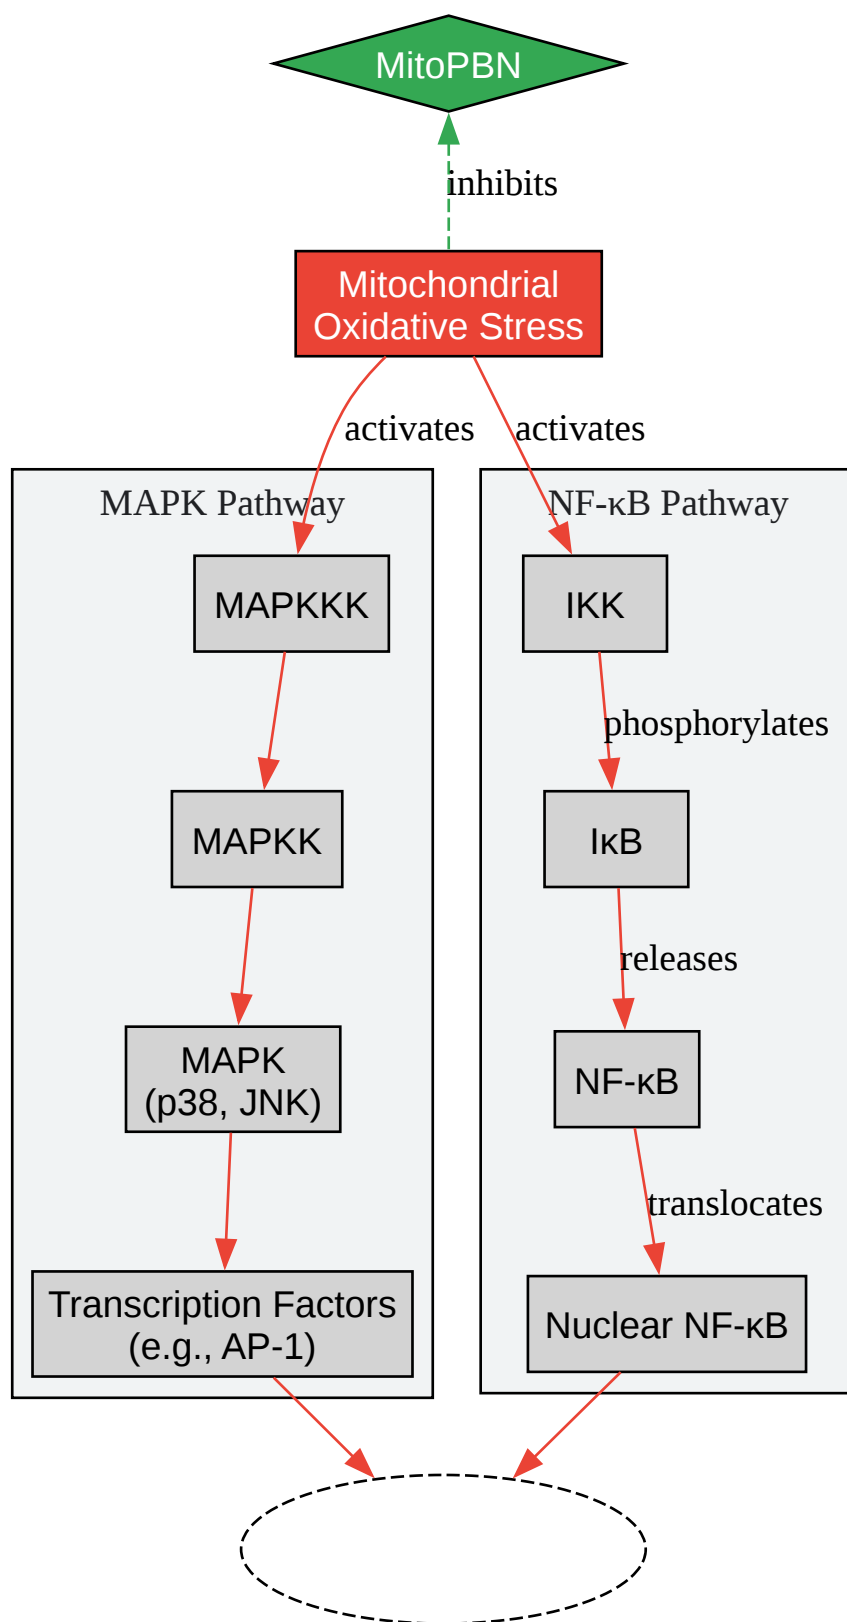 MitoPBN
inhibits
Mitochondrial
Oxidative Stress
activates
activates
MAPK Pathway
NF-κB Pathway
MAPKKK
IKK
phosphorylates
MAPKK
IκB
releases
MAPK
(p38, JNK)
NF-κB
translocates
Transcription Factors
(e.g., AP-1)
Nuclear NF-κB